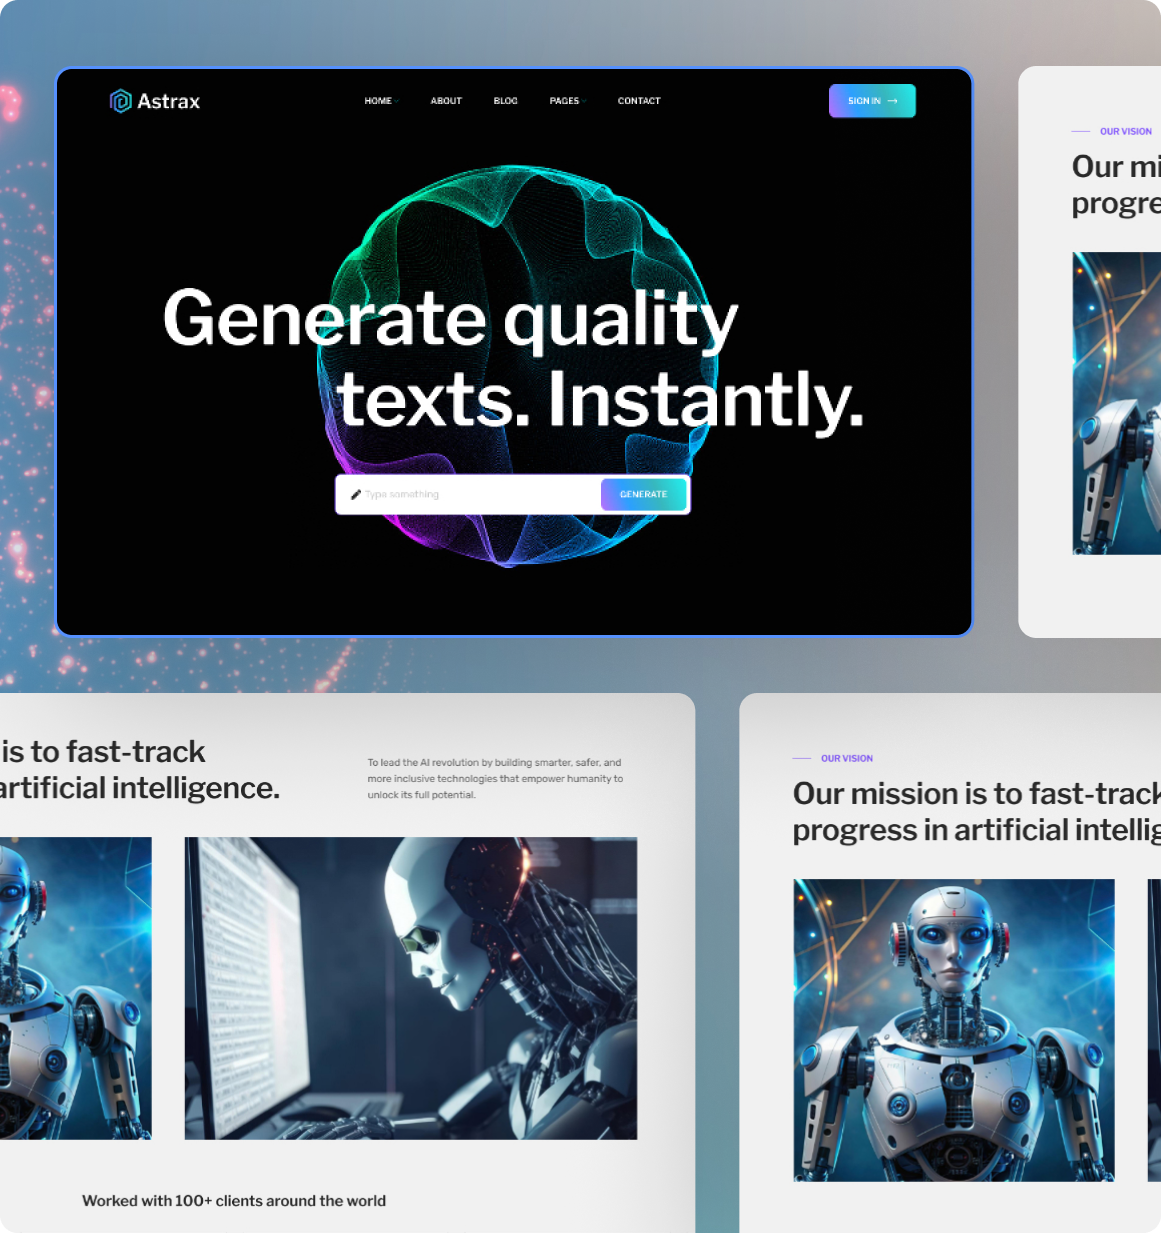 Astrax
HOME
ABOUT
BLOG
PAGES
CONTACT
SIGN IN
Generate quality
texts. Instantly.
Type something
GENERATE
OUR VISION
Our mi
progre
is to fast-track
artificial intelligence.
To lead the AI revolution by building smarter, safer, and
more inclusive technologies that empower humanity to
unlock its full potential.
Worked with 100+ clients around the world
OUR VISION
Our mission is to fast-track
progress in artificial intellig